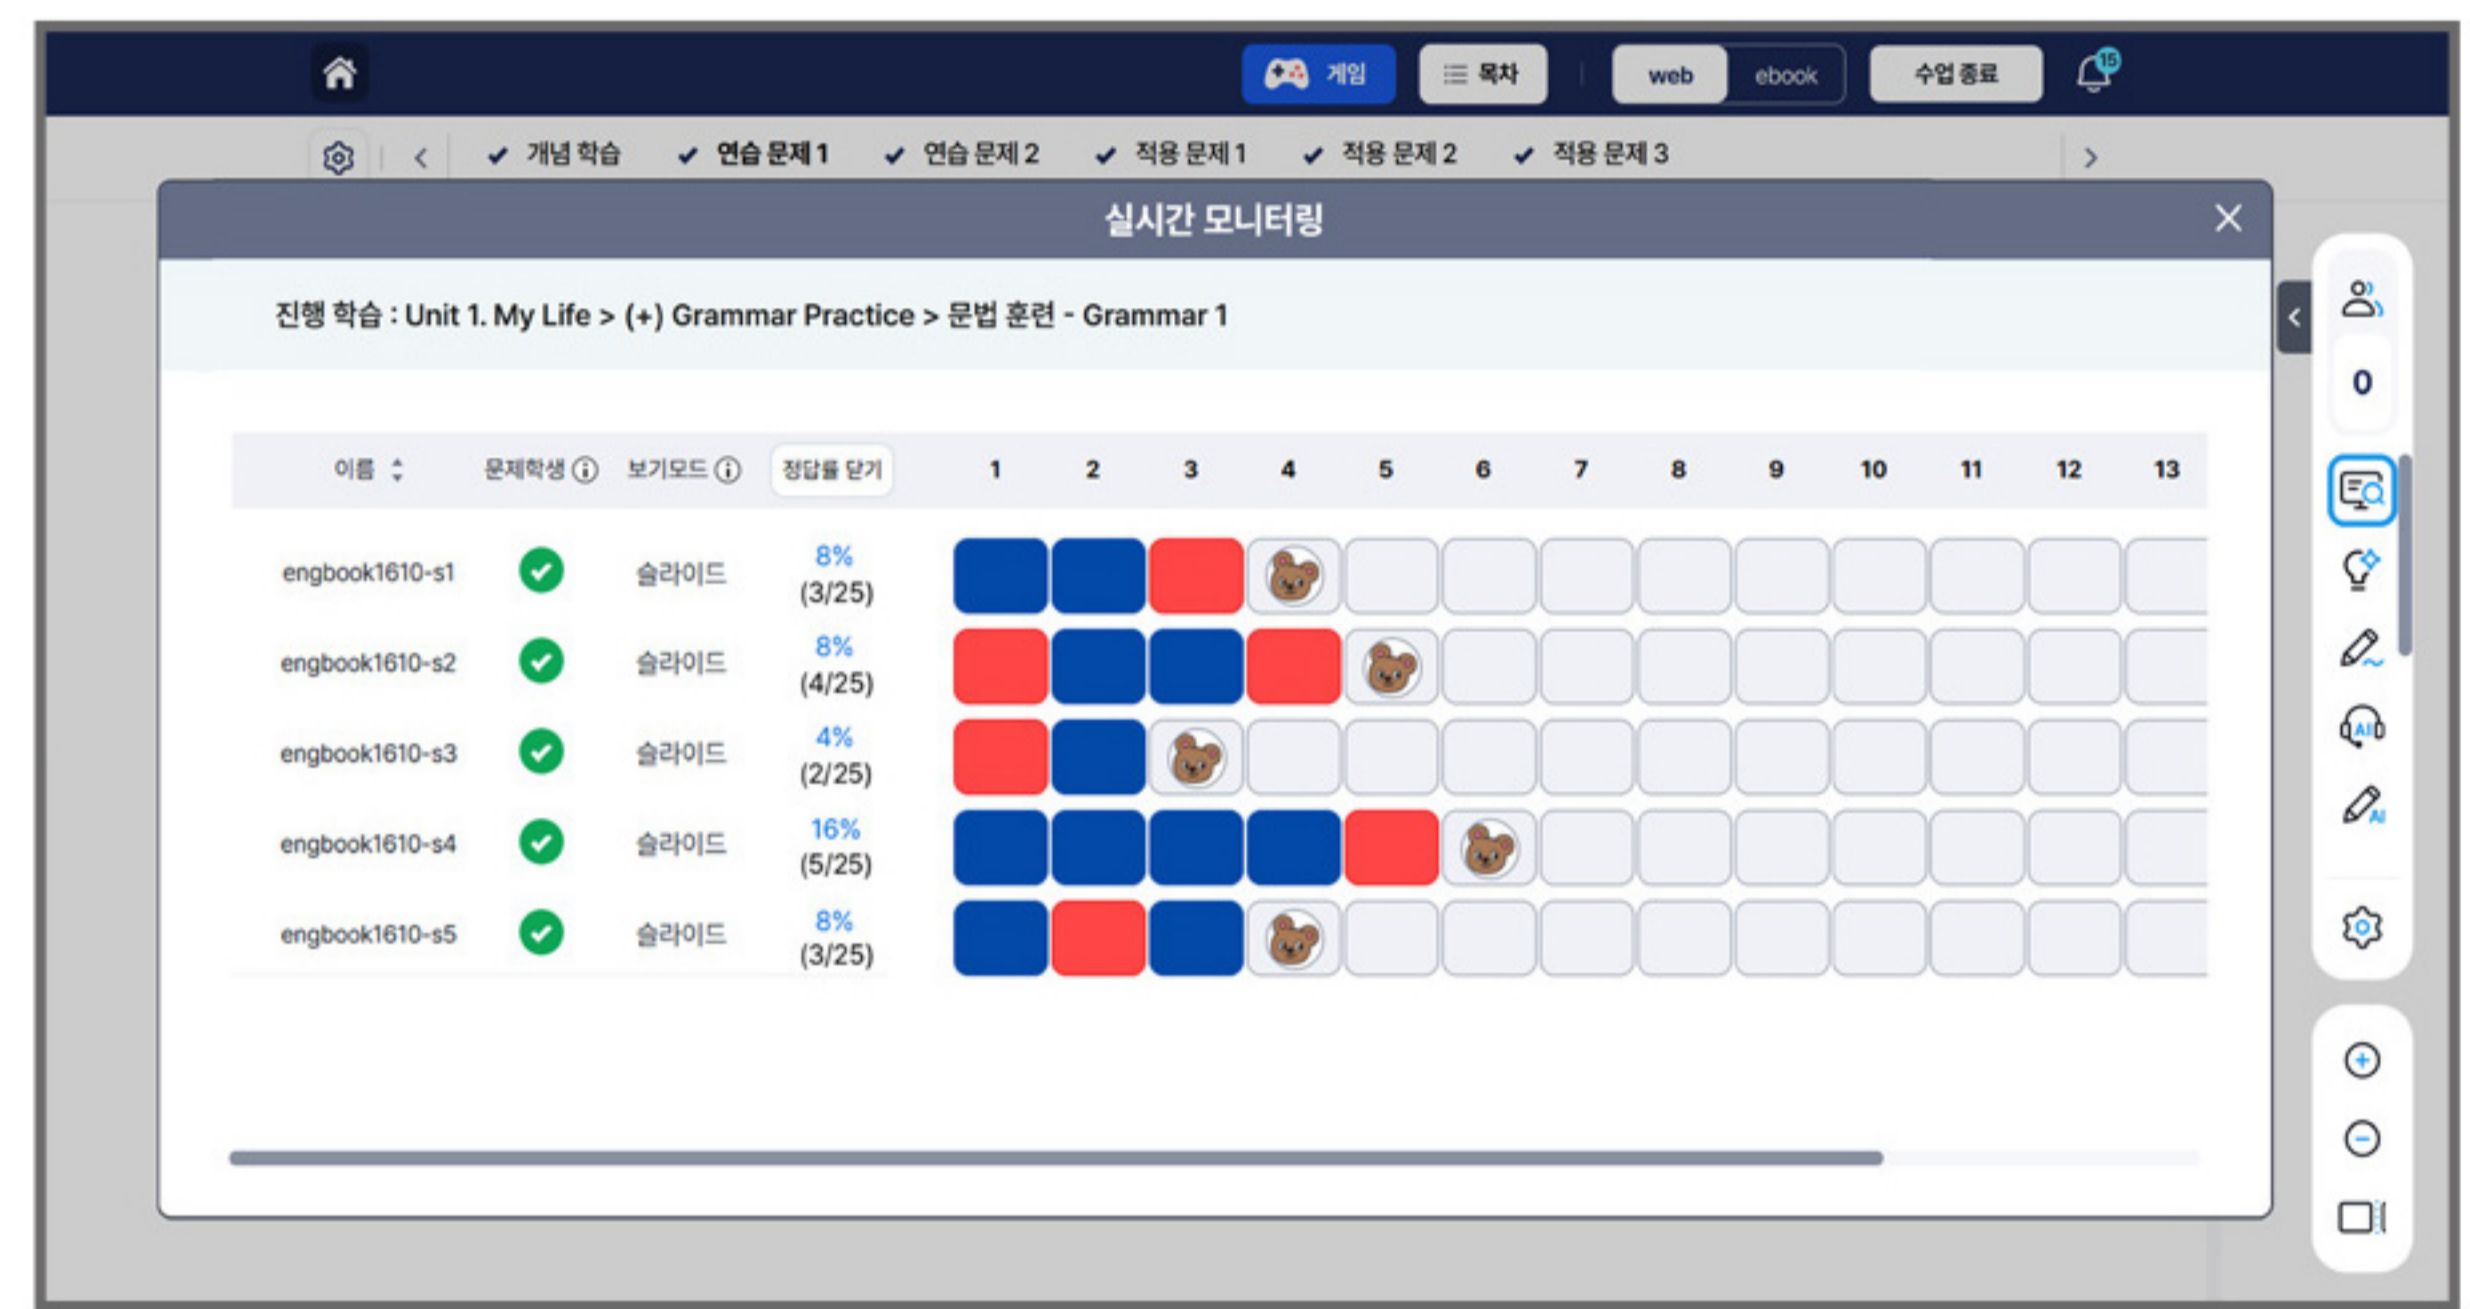 게임 목차 web ebook 수업 종료 15
개념 학습 연습 문제 1 연습 문제 2 적용 문제 1 적용 문제 2 적용 문제 3
실시간 모니터링
진행 학습 : Unit 1. My Life > (+) Grammar Practice > 문법 훈련 - Grammar 1
0
이름 문제학생 보기모드 정답률 닫기 1 2 3 4 5 6 7 8 9 10 11 12 13
engbook1610-s1 슬라이드 8% (3/25)
engbook1610-s2 슬라이드 8% (4/25)
engbook1610-s3 슬라이드 4% (2/25)
AI
engbook1610-s4 슬라이드 16% (5/25)
AI
engbook1610-s5 슬라이드 8% (3/25)